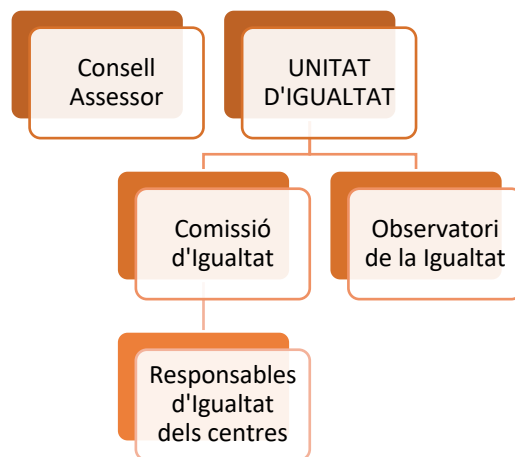 Consell
Assessor
UNITAT
D'IGUALTAT
Comissió
d'Igualtat
Observatori
de la Igualtat
Responsables
d'Igualtat
dels centres